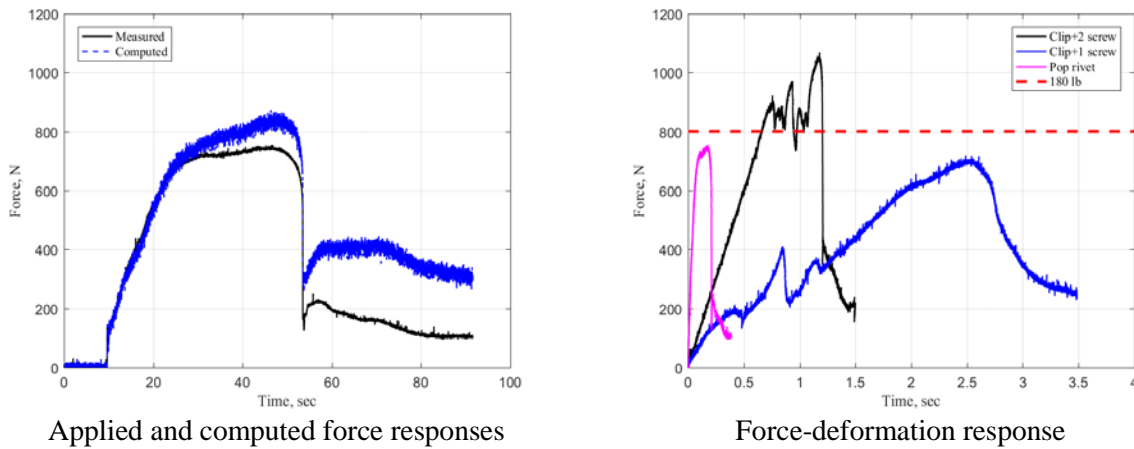 1200
1000
800
600
400
200
0
Force, N
Measured
Computed
0 20 40 60 80 100
Time, sec
Applied and computed force responses
1200
1000
800
600
400
200
0
Force, N
Clip+2 screw
Clip+1 screw
Pop rivet
180 lb
0 0.5 1 1.5 2 2.5 3 3.5 4
Time, sec
Force-deformation response